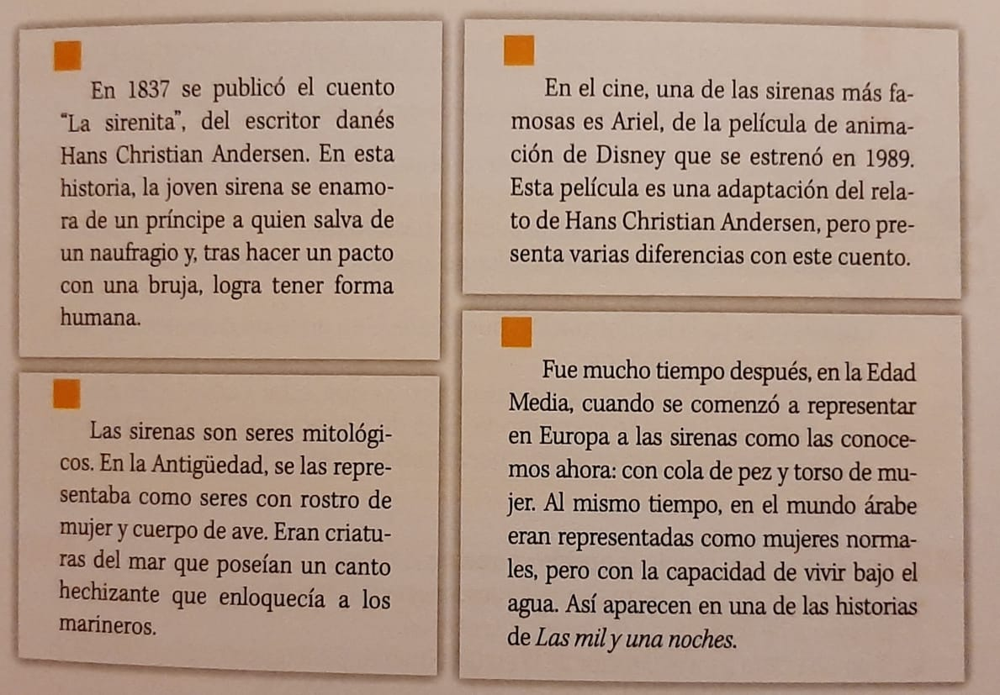 En 1837 se publicó el cuento
“La sirenita”, del escritor danés
Hans Christian Andersen. En esta
historia, la joven sirena se enamo-
ra de un príncipe a quien salva de
un naufragio y, tras hacer un pacto
con una bruja, logra tener forma
humana.
En el cine, una de las sirenas más fa-
mosas es Ariel, de la película de anima-
ción de Disney que se estrenó en 1989.
Esta película es una adaptación del rela-
to de Hans Christian Andersen, pero pre-
senta varias diferencias con este cuento.
Las sirenas son seres mitológi-
cos. En la Antigüedad, se las repre-
sentaba como seres con rostro de
mujer y cuerpo de ave. Eran criatu-
ras del mar que poseían un canto
hechizante que enloquecía a los
marineros.
Fue mucho tiempo después, en la Edad
Media, cuando se comenzó a representar
en Europa a las sirenas como las conoce-
mos ahora: con cola de pez y torso de mu-
jer. Al mismo tiempo, en el mundo árabe
eran representadas como mujeres norma-
les, pero con la capacidad de vivir bajo el
agua. Así aparecen en una de las historias
de Las mil y una noches.